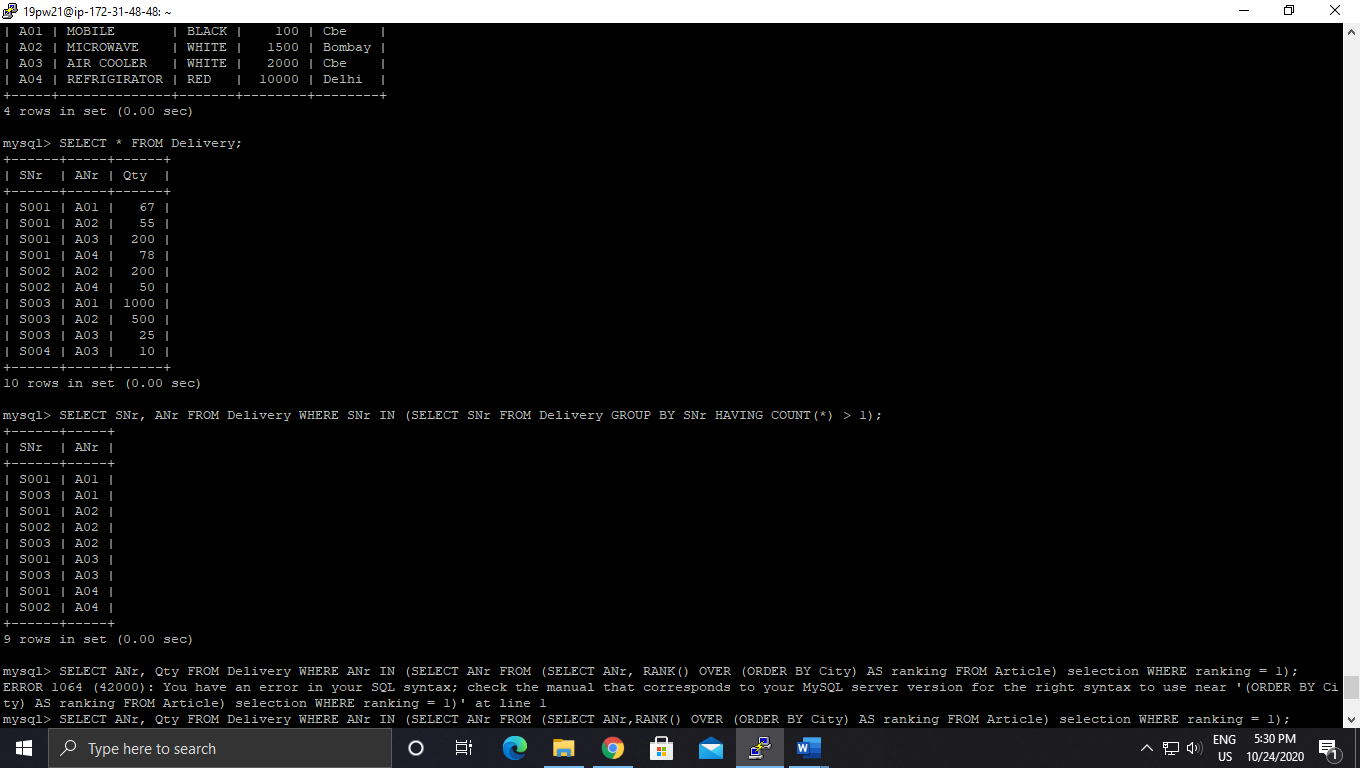 19pw21@ip-172-31-48-48: ~
| A01 | MOBILE       | BLACK |    100 | Cbe    |
| A02 | MICROWAVE    | WHITE |   1500 | Bombay |
| A03 | AIR COOLER   | WHITE |   2000 | Cbe    |
| A04 | REFRIGIRATOR | RED   |  10000 | Delhi  |
+-----+--------------+-------+--------+--------+
4 rows in set (0.00 sec)
mysql> SELECT * FROM Delivery;
+------+-----+------+
| SNr  | ANr | Qty  |
+------+-----+------+
| S001 | A01 |   67 |
| S001 | A02 |   55 |
| S001 | A03 |  200 |
| S001 | A04 |   78 |
| S002 | A02 |  200 |
| S002 | A04 |   50 |
| S003 | A01 | 1000 |
| S003 | A02 |  500 |
| S003 | A03 |   25 |
| S004 | A03 |   10 |
+------+-----+------+
10 rows in set (0.00 sec)
mysql> SELECT SNr, ANr FROM Delivery WHERE SNr IN (SELECT SNr FROM Delivery GROUP BY SNr HAVING COUNT(*) > 1);
+------+-----+
| SNr  | ANr |
+------+-----+
| S001 | A01 |
| S003 | A01 |
| S001 | A02 |
| S002 | A02 |
| S003 | A02 |
| S001 | A03 |
| S003 | A03 |
| S001 | A04 |
| S002 | A04 |
+------+-----+
9 rows in set (0.00 sec)
mysql> SELECT ANr, Qty FROM Delivery WHERE ANr IN (SELECT ANr FROM (SELECT ANr, RANK() OVER (ORDER BY City) AS ranking FROM Article) selection WHERE ranking = 1);
ERROR 1064 (42000): You have an error in your SQL syntax; check the manual that corresponds to your MySQL server version for the right syntax to use near '(ORDER BY Ci
ty) AS ranking FROM Article) selection WHERE ranking = 1)' at line 1
mysql> SELECT ANr, Qty FROM Delivery WHERE ANr IN (SELECT ANr FROM (SELECT ANr,RANK() OVER (ORDER BY City) AS ranking FROM Article) selection WHERE ranking = 1);
Type here to search
W
ENG
US
5:30 PM
10/24/2020
1